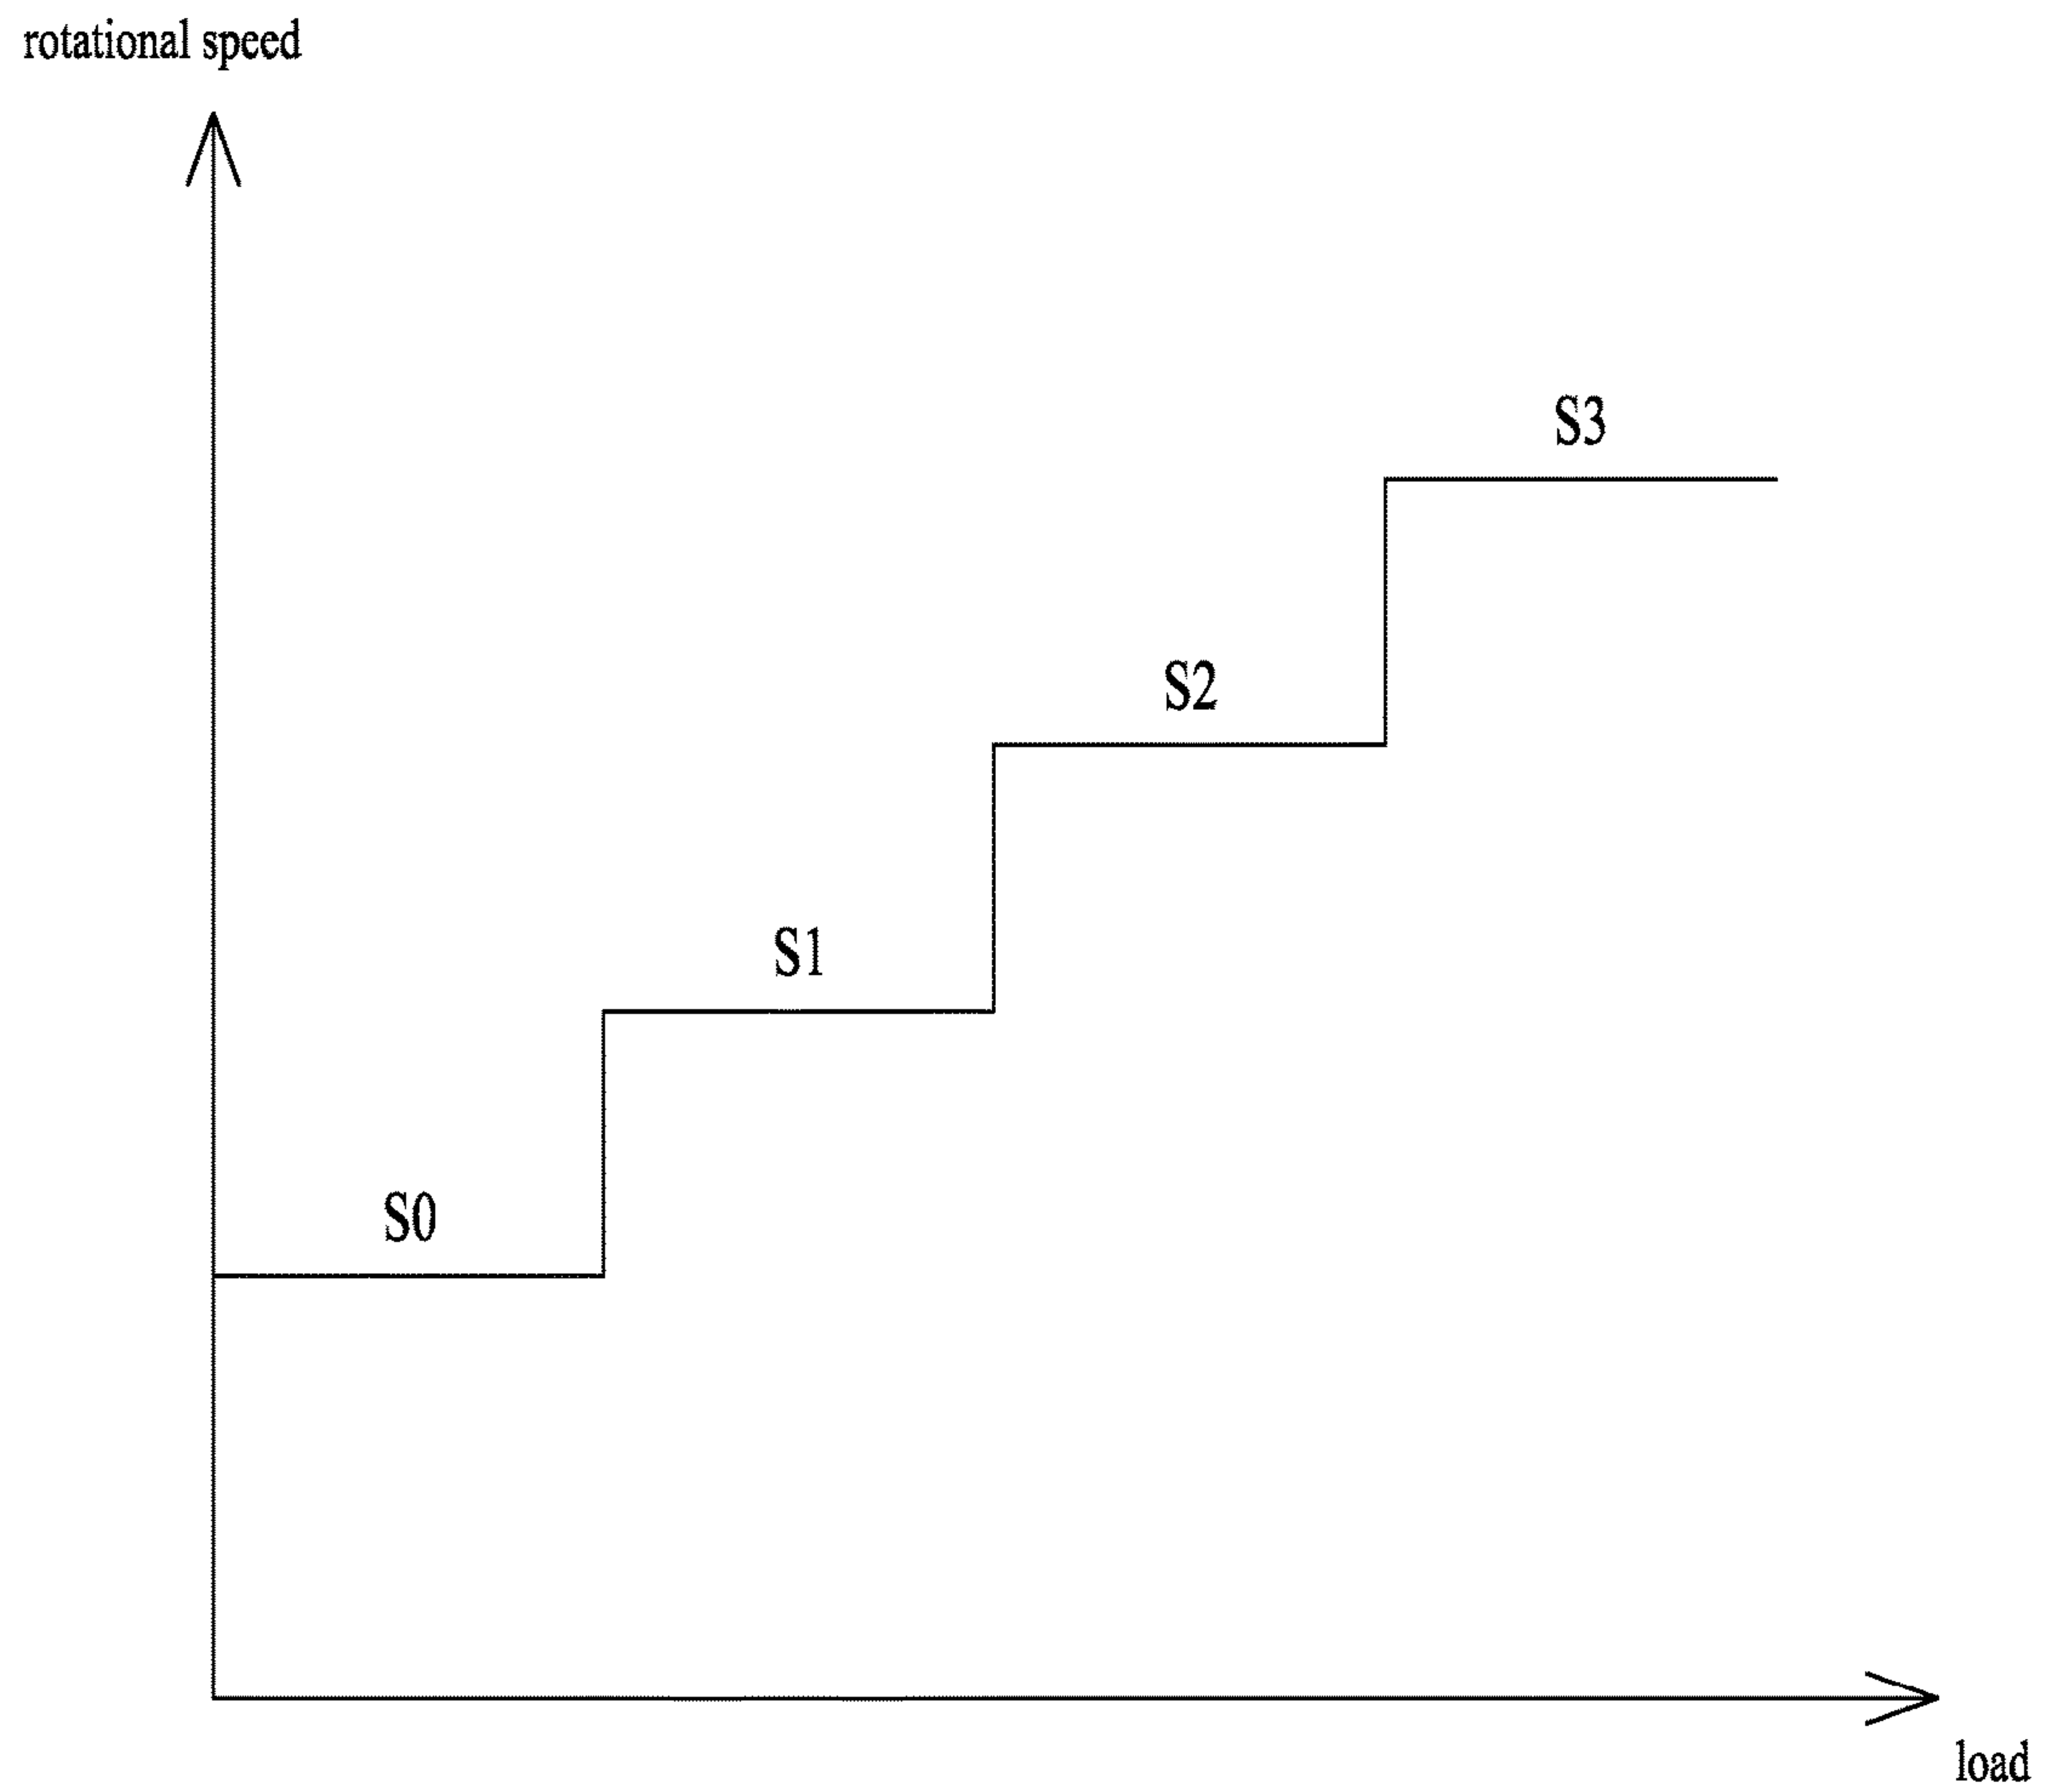 rotational speed
S3
S2
S1
S0
load